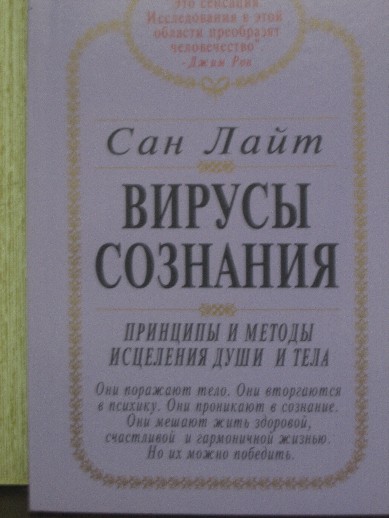 это сенсация.
Исследования в этой
области преобразят
человечество"
- Джим Рон
Сан Лайт
ВИРУСЫ
СОЗНАНИЯ
ПРИНЦИПЫ И МЕТОДЫ
ИСЦЕЛЕНИЯ ДУШИ И ТЕЛА
Они поражают тело. Они вторгаются
в психику. Они проникают в сознание.
Они мешают жить здоровой,
счастливой и гармоничной жизнью.
Но их можно победить.